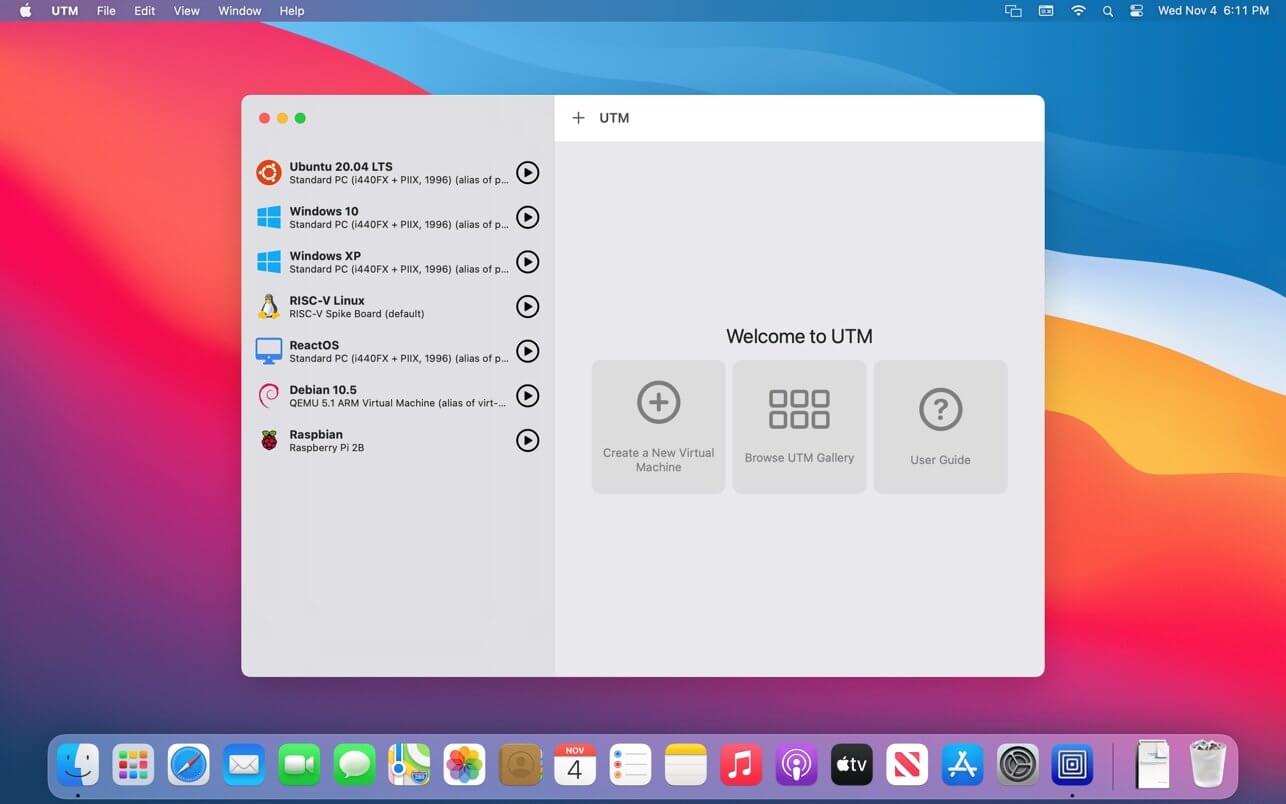 UTM File Edit View Window Help Wed Nov 4 6:11 PM
UTM
Ubuntu 20.04 LTS
Standard PC (i440FX + PIIX, 1996) (alias of p...
Windows 10
Standard PC (i440FX + PIIX, 1996) (alias of p...
Windows XP
Standard PC (i440FX + PIIX, 1996) (alias of p...
RISC-V Linux
RISC-V Spike Board (default)
ReactOS
Standard PC (i440FX + PIIX, 1996) (alias of p...
Debian 10.5
QEMU 5.1 ARM Virtual Machine (alias of virt-...
Raspbian
Raspberry Pi 2B
Welcome to UTM
Create a New Virtual
Machine
Browse UTM Gallery
User Guide
NOV
4
280
tv